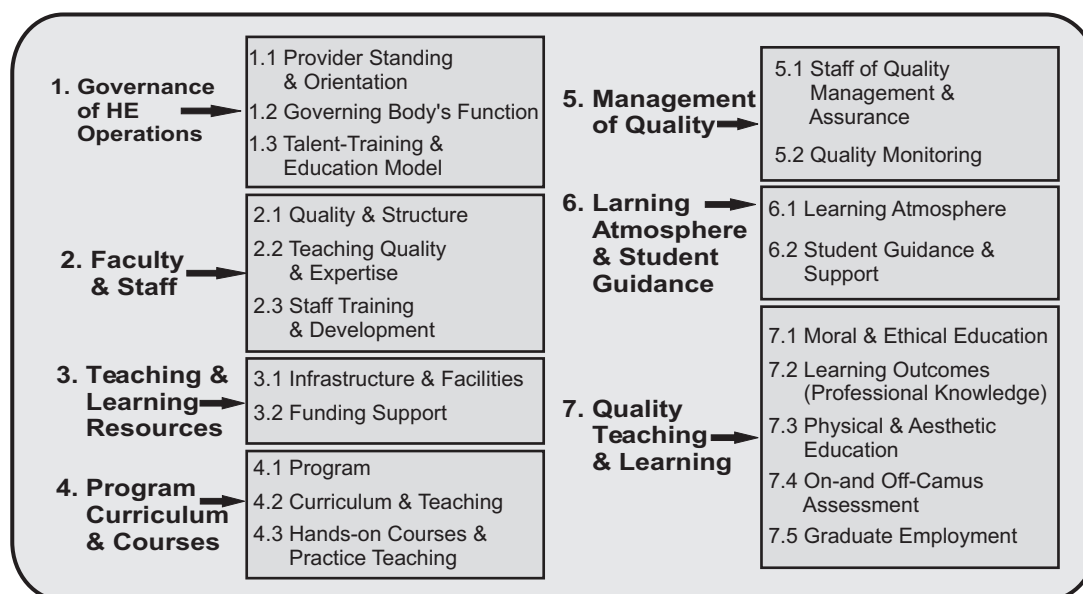 1. Governance
of HE
Operations
1.1 Provider Standing
& Orientation
1.2 Governing Body's Function
1.3 Talent-Training &
Education Model
2. Faculty
& Staff
2.1 Quality & Structure
2.2 Teaching Quality
& Expertise
2.3 Staff Training
& Development
3. Teaching &
Learning
Resources
3.1 Infrastructure & Facilities
3.2 Funding Support
4. Program
Curriculum
& Courses
4.1 Program
4.2 Curriculum & Teaching
4.3 Hands-on Courses &
Practice Teaching
5. Management
of Quality
5.1 Staff of Quality
Management &
Assurance
5.2 Quality Monitoring
6. Larning
Atmosphere
& Student
Guidance
6.1 Learning Atmosphere
6.2 Student Guidance &
Support
7. Quality
Teaching
& Learning
7.1 Moral & Ethical Education
7.2 Learning Outcomes
(Professional Knowledge)
7.3 Physical & Aesthetic
Education
7.4 On-and Off-Camus
Assessment
7.5 Graduate Employment